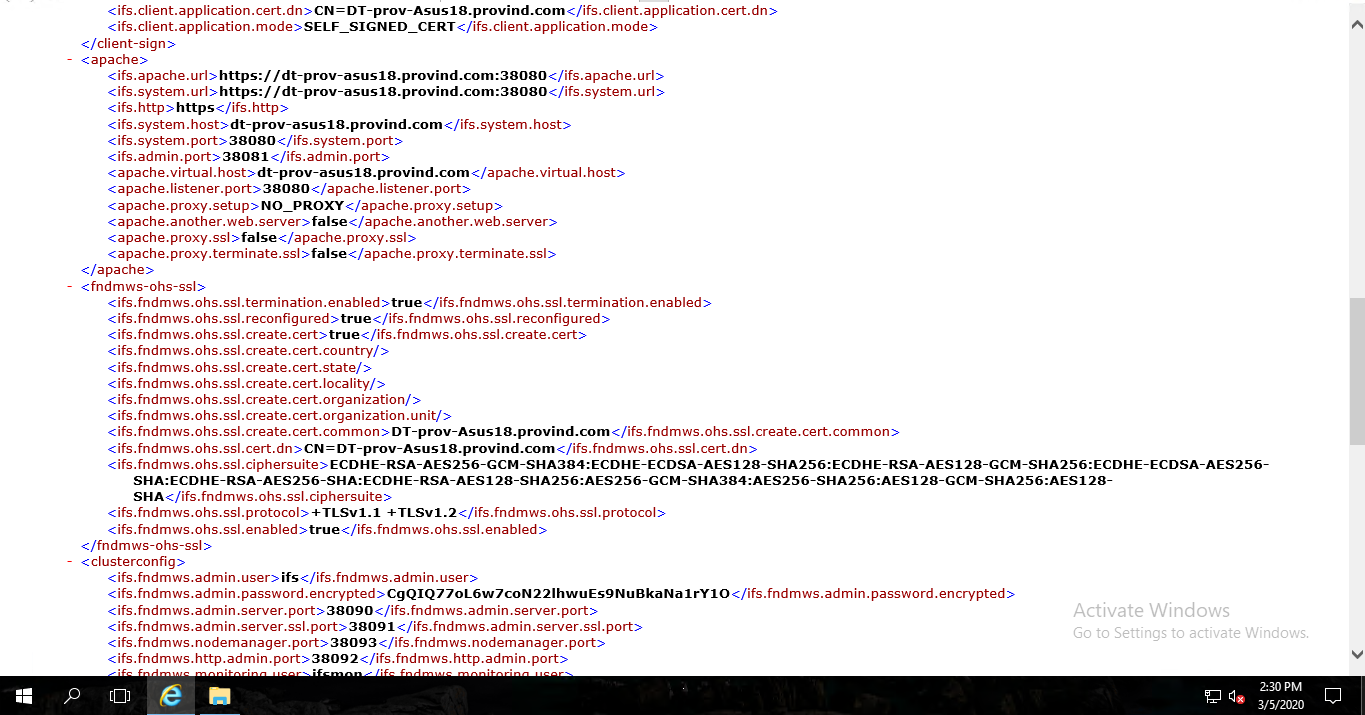 <ifs.client.application.cert.dn>CN=DT-prov-Asus18.provind.com</ifs.client.application.cert.dn>
<ifs.client.application.mode>SELF_SIGNED_CERT</ifs.client.application.mode>
</client-sign>
- <apache>
<ifs.apache.url>https://dt-prov-asus18.provind.com:38080</ifs.apache.url>
<ifs.system.url>https://dt-prov-asus18.provind.com:38080</ifs.system.url>
<ifs.http>https</ifs.http>
<ifs.system.host>dt-prov-asus18.provind.com</ifs.system.host>
<ifs.system.port>38080</ifs.system.port>
<ifs.admin.port>38081</ifs.admin.port>
<apache.virtual.host>dt-prov-asus18.provind.com</apache.virtual.host>
<apache.listener.port>38080</apache.listener.port>
<apache.proxy.setup>NO_PROXY</apache.proxy.setup>
<apache.another.web.server>false</apache.another.web.server>
<apache.proxy.ssl>false</apache.proxy.ssl>
<apache.proxy.terminate.ssl>false</apache.proxy.terminate.ssl>
</apache>
- <fndmws-ohs-ssl>
<ifs.fndmws.ohs.ssl.termination.enabled>true</ifs.fndmws.ohs.ssl.termination.enabled>
<ifs.fndmws.ohs.ssl.reconfigured>true</ifs.fndmws.ohs.ssl.reconfigured>
<ifs.fndmws.ohs.ssl.create.cert>true</ifs.fndmws.ohs.ssl.create.cert>
<ifs.fndmws.ohs.ssl.create.cert.country/>
<ifs.fndmws.ohs.ssl.create.cert.state/>
<ifs.fndmws.ohs.ssl.create.cert.locality/>
<ifs.fndmws.ohs.ssl.create.cert.organization/>
<ifs.fndmws.ohs.ssl.create.cert.organization.unit/>
<ifs.fndmws.ohs.ssl.create.cert.common>DT-prov-Asus18.provind.com</ifs.fndmws.ohs.ssl.create.cert.common>
<ifs.fndmws.ohs.ssl.cert.dn>CN=DT-prov-Asus18.provind.com</ifs.fndmws.ohs.ssl.cert.dn>
<ifs.fndmws.ohs.ssl.ciphersuite>ECDHE-RSA-AES256-GCM-SHA384:ECDHE-ECDSA-AES128-SHA256:ECDHE-RSA-AES128-GCM-SHA256:ECDHE-ECDSA-AES256-
SHA:ECDHE-RSA-AES256-SHA:ECDHE-RSA-AES128-SHA256:AES256-GCM-SHA384:AES256-SHA256:AES128-GCM-SHA256:AES128-
SHA</ifs.fndmws.ohs.ssl.ciphersuite>
<ifs.fndmws.ohs.ssl.protocol>+TLSv1.1 +TLSv1.2</ifs.fndmws.ohs.ssl.protocol>
<ifs.fndmws.ohs.ssl.enabled>true</ifs.fndmws.ohs.ssl.enabled>
</fndmws-ohs-ssl>
- <clusterconfig>
<ifs.fndmws.admin.user>ifs</ifs.fndmws.admin.user>
<ifs.fndmws.admin.password.encrypted>CgQIQ77oL6w7coN22lhwuEs9NuBkaNa1rY1O</ifs.fndmws.admin.password.encrypted>
<ifs.fndmws.admin.server.port>38090</ifs.fndmws.admin.server.port>
<ifs.fndmws.admin.server.ssl.port>38091</ifs.fndmws.admin.server.ssl.port>
<ifs.fndmws.nodemanager.port>38093</ifs.fndmws.nodemanager.port>
<ifs.fndmws.http.admin.port>38092</ifs.fndmws.http.admin.port>
<ifs.fndmws.monitoring.user>ifsmon</ifs.fndmws.monitoring.user>
Activate Windows
Go to Settings to activate Windows.
2:30 PM
3/5/2020